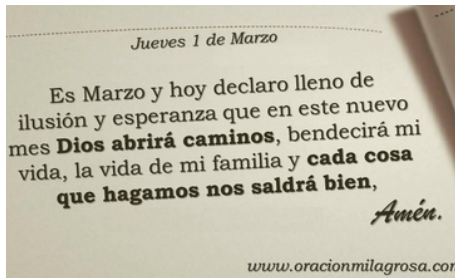 Jueves 1 de Marzo
Es Marzo y hoy declaro lleno de
ilusión y esperanza que en este nuevo
mes Dios abrirá caminos, bendecirá mi
vida, la vida de mi familia y cada cosa
que hagamos nos saldrá bien,
Amén.
www.oracionmilagrosa.com